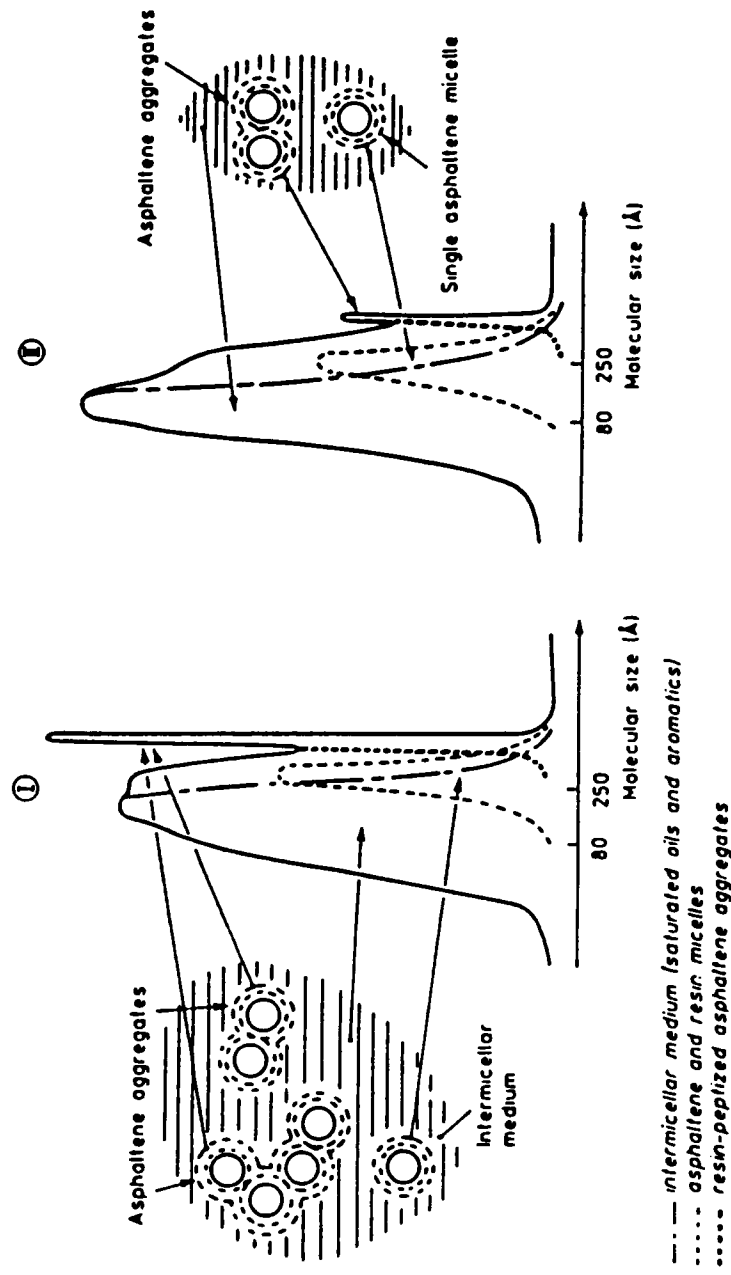 Ⓘ
Asphaltene aggregates
Intermicellar
medium
80
250
Molecular size (Å)
Asphaltene aggregates
Single asphaltene micelle
80
250
Molecular size (Å)
intermicellar medium (saturated oils and aromatics)
asphaltene and resin micelles
resin-peptized asphaltene aggregates